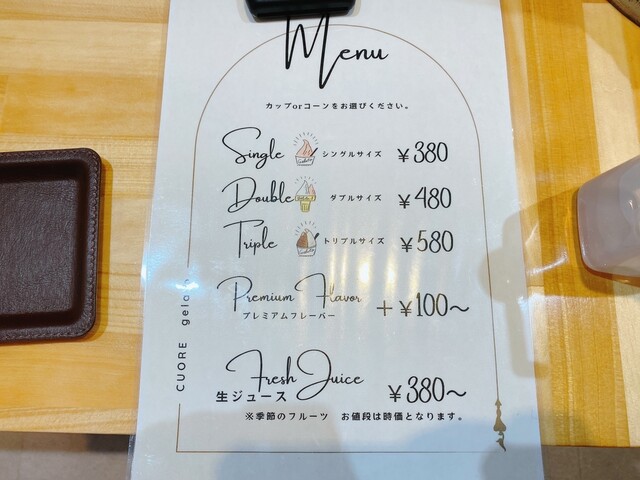 Menu
カップorコーンをお選びください。
Single シングルサイズ ¥380
Double ダブルサイズ ¥480
Triple トリプルサイズ ¥580
Premium Flavor
プレミアムフレーバー +¥100〜
Fresh Juice
生ジュース ¥380〜
※季節のフルーツ お値段は時価となります。
CUORE